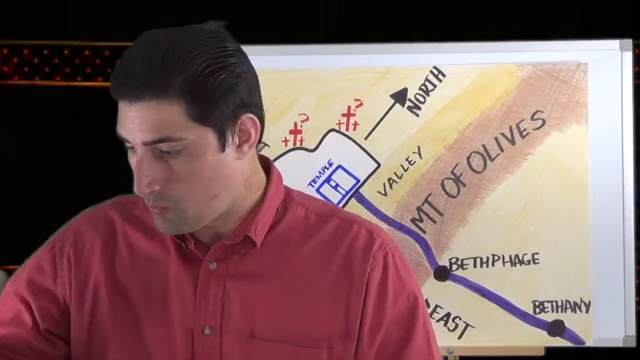 NORTH
?
?
TEMPLE
VALLEY
MT OF OLIVES
BETHPHAGE
BETHANY
EAST